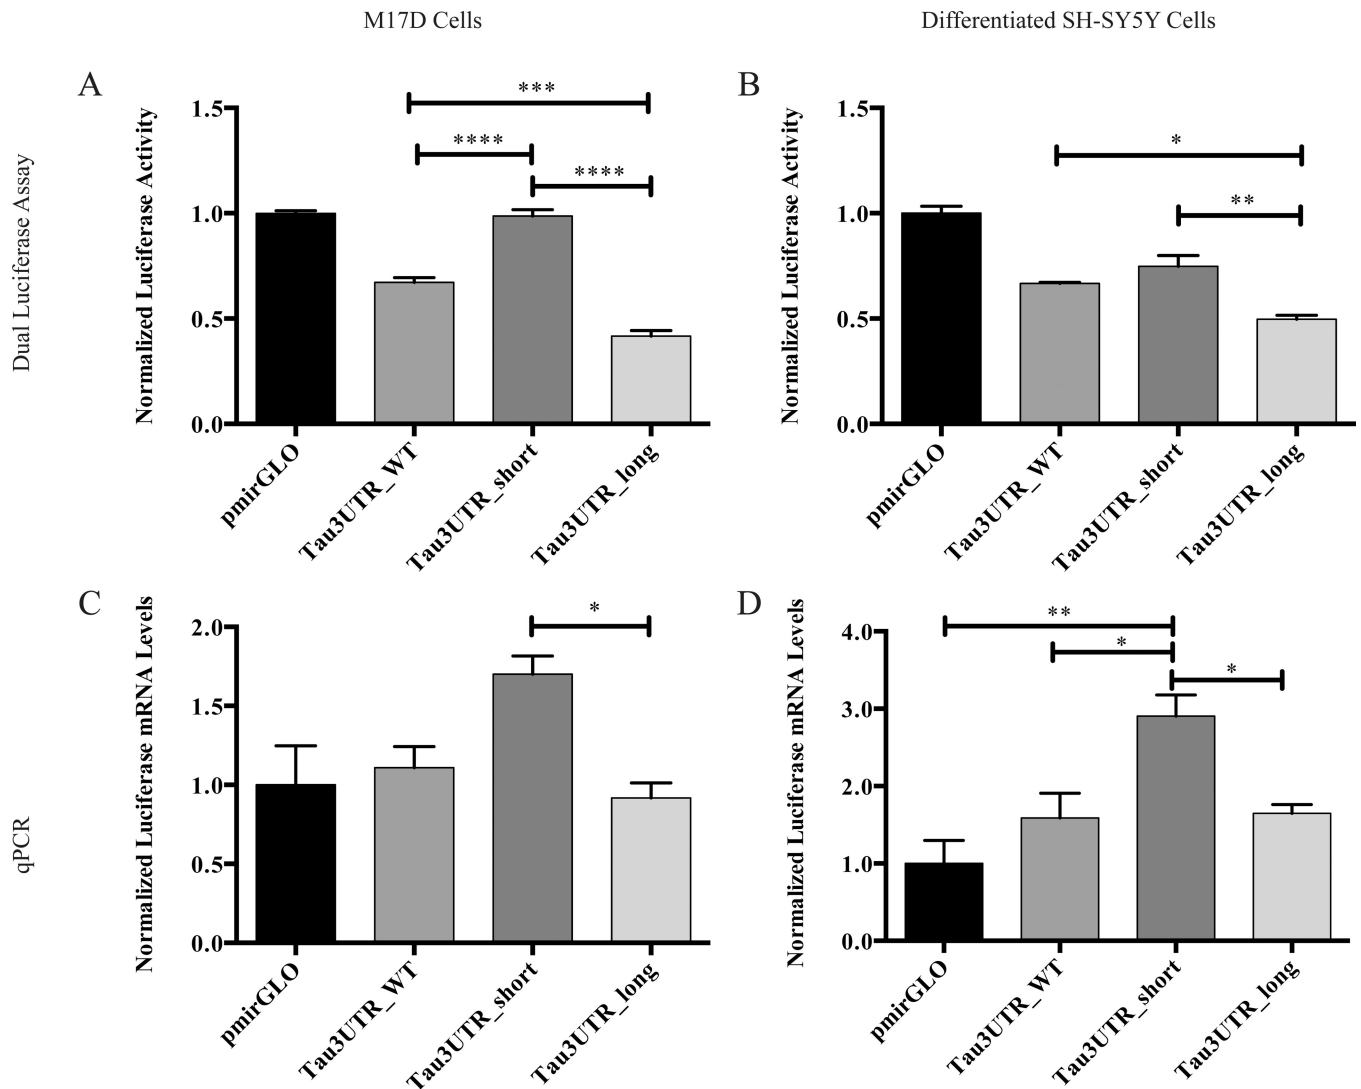 M17D Cells
Differentiated SH-SY5Y Cells
Dual Luciferase Assay
A
Normalized Luciferase Activity
1.5
1.0
0.5
0.0
***
****
****
pmirGLO
Tau3UTR_WT
Tau3UTR_short
Tau3UTR_long
B
Normalized Luciferase Activity
1.5
1.0
0.5
0.0
*
**
pmirGLO
Tau3UTR_WT
Tau3UTR_short
Tau3UTR_long
qPCR
C
Normalized Luciferase mRNA Levels
2.0
1.5
1.0
0.5
0.0
*
pmirGLO
Tau3UTR_WT
Tau3UTR_short
Tau3UTR_long
D
Normalized Luciferase mRNA Levels
4.0
3.0
2.0
1.0
0.0
**
*
*
pmirGLO
Tau3UTR_WT
Tau3UTR_short
Tau3UTR_long